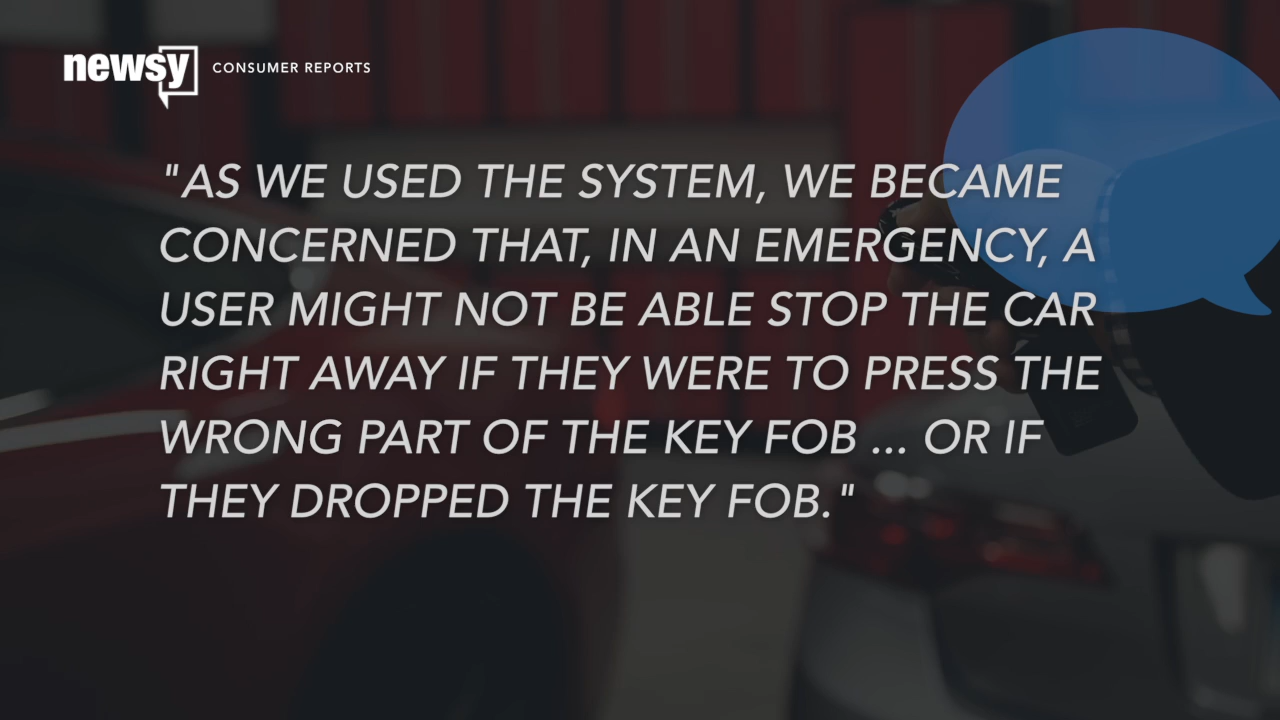 newsy CONSUMER REPORTS
"AS WE USED THE SYSTEM, WE BECAME
CONCERNED THAT, IN AN EMERGENCY, A
USER MIGHT NOT BE ABLE STOP THE CAR
RIGHT AWAY IF THEY WERE TO PRESS THE
WRONG PART OF THE KEY FOB ... OR IF
THEY DROPPED THE KEY FOB."